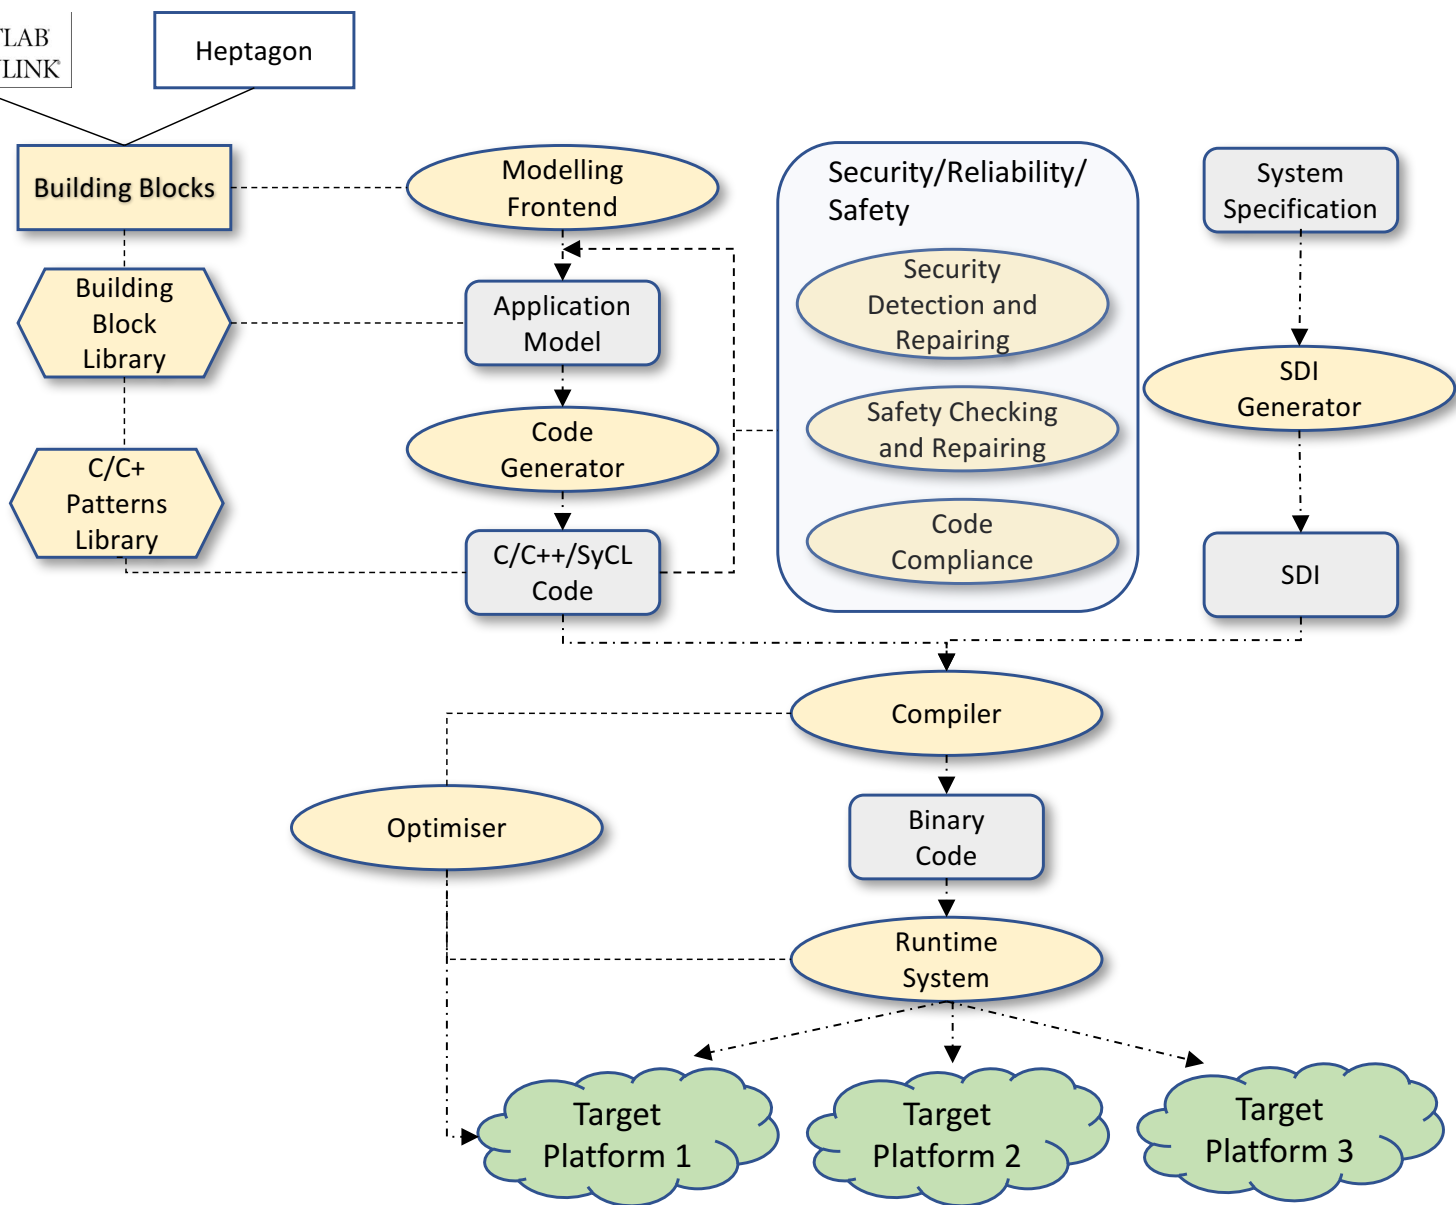 TLAB
LINK
Heptagon
Building Blocks
Modelling
Frontend
Security/Reliability/
Safety
System
Specification
Building
Block
Library
Application
Model
Security
Detection and
Repairing
SDI
Generator
Code
Generator
Safety Checking
and Repairing
C/C+
Patterns
Library
C/C++/SyCL
Code
Code
Compliance
SDI
Compiler
Optimiser
Binary
Code
Runtime
System
Target
Platform 1
Target
Platform 2
Target
Platform 3